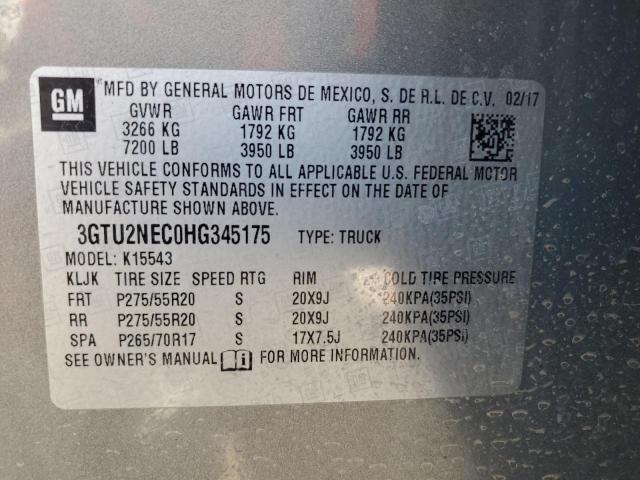 GM
MFD BY GENERAL MOTORS DE MEXICO, S. DE R.L. DE C.V. 02/17
GVWR GAWR FRT GAWR RR
3266 KG 1792 KG 1792 KG
7200 LB 3950 LB 3950 LB
THIS VEHICLE CONFORMS TO ALL APPLICABLE U.S. FEDERAL MOTOR
VEHICLE SAFETY STANDARDS IN EFFECT ON THE DATE OF
MANUFACTURE SHOWN ABOVE.
3GTU2NEC0HG345175 TYPE: TRUCK
MODEL: K15543
KLJK TIRE SIZE SPEED RTG RIM COLD TIRE PRESSURE
FRT P275/55R20 S 20X9J 240KPA(35PSI)
RR P275/55R20 S 20X9J 240KPA(35PSI)
SPA P265/70R17 S 17X7.5J 240KPA(35PSI)
SEE OWNER'S MANUAL i FOR MORE INFORMATION.